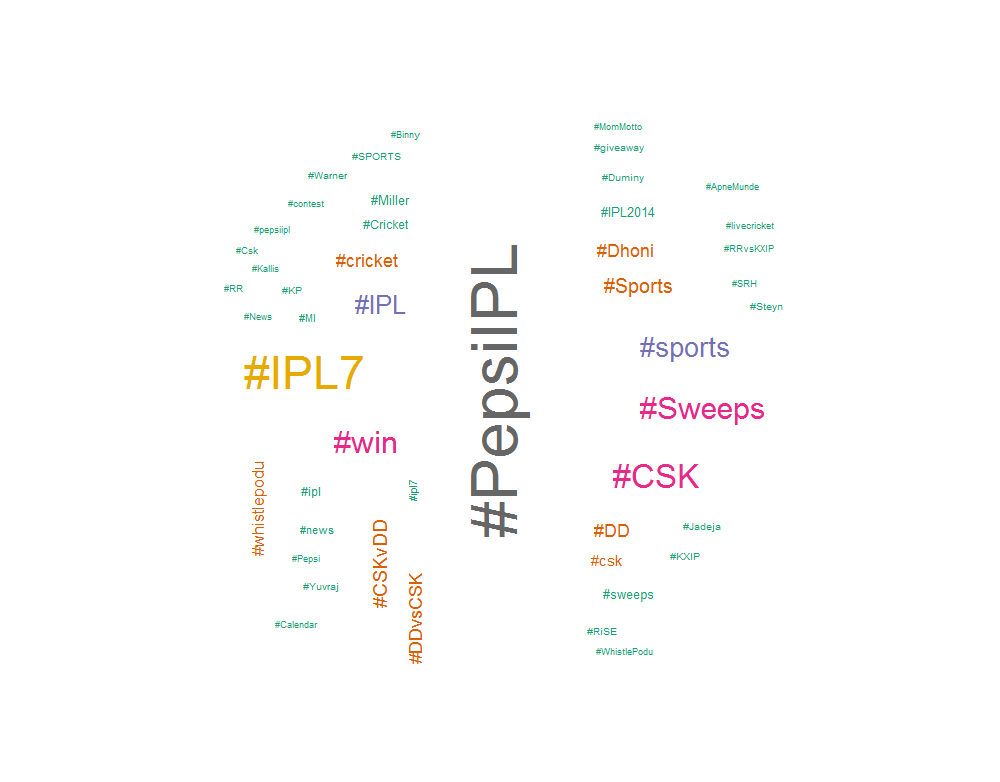 #Binny
#SPORTS
#Warner
#contest
#Miller
#pepsiIpl
#Cricket
#Csk
#Kallis
#cricket
#RR
#KP
#IPL
#News
#MI
#IPL7
#win
#whistlepodu
#ipl
#ipl7
#news
#CSKvDD
#Pepsi
#Yuvraj
#DDvsCSK
#Calendar
#PepsiIPL
#MomMotto
#giveaway
#Duminy
#ApneMunde
#IPL2014
#livecricket
#Dhoni
#RRvsKXIP
#Sports
#SRH
#Steyn
#sports
#Sweeps
#CSK
#DD
#Jadeja
#csk
#KXIP
#sweeps
#RiSE
#WhistlePodu